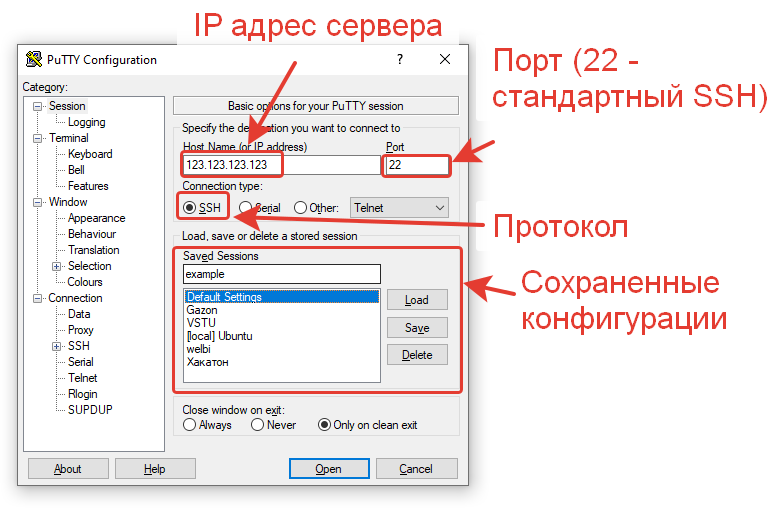 IP адрес сервера
Порт (22 -
стандартный SSH)
PuTTY Configuration
?
Category:
Session
Logging
Terminal
Keyboard
Bell
Features
Window
Appearance
Behaviour
Translation
Selection
Colours
Connection
Data
Proxy
SSH
Serial
Telnet
Rlogin
SUPDUP
Basic options for your PuTTY session
Specify the destination you want to connect to
Host Name (or IP address)
Port
123.123.123.123
22
Connection type:
SSH
Serial
Other:
Telnet
Протокол
Load, save or delete a stored session
Saved Sessions
example
Default Settings
Gazon
VSTU
[local] Ubuntu
welbi
Хакатон
Load
Save
Delete
Сохраненные
конфигурации
Close window on exit:
Always
Never
Only on clean exit
About
Help
Open
Cancel